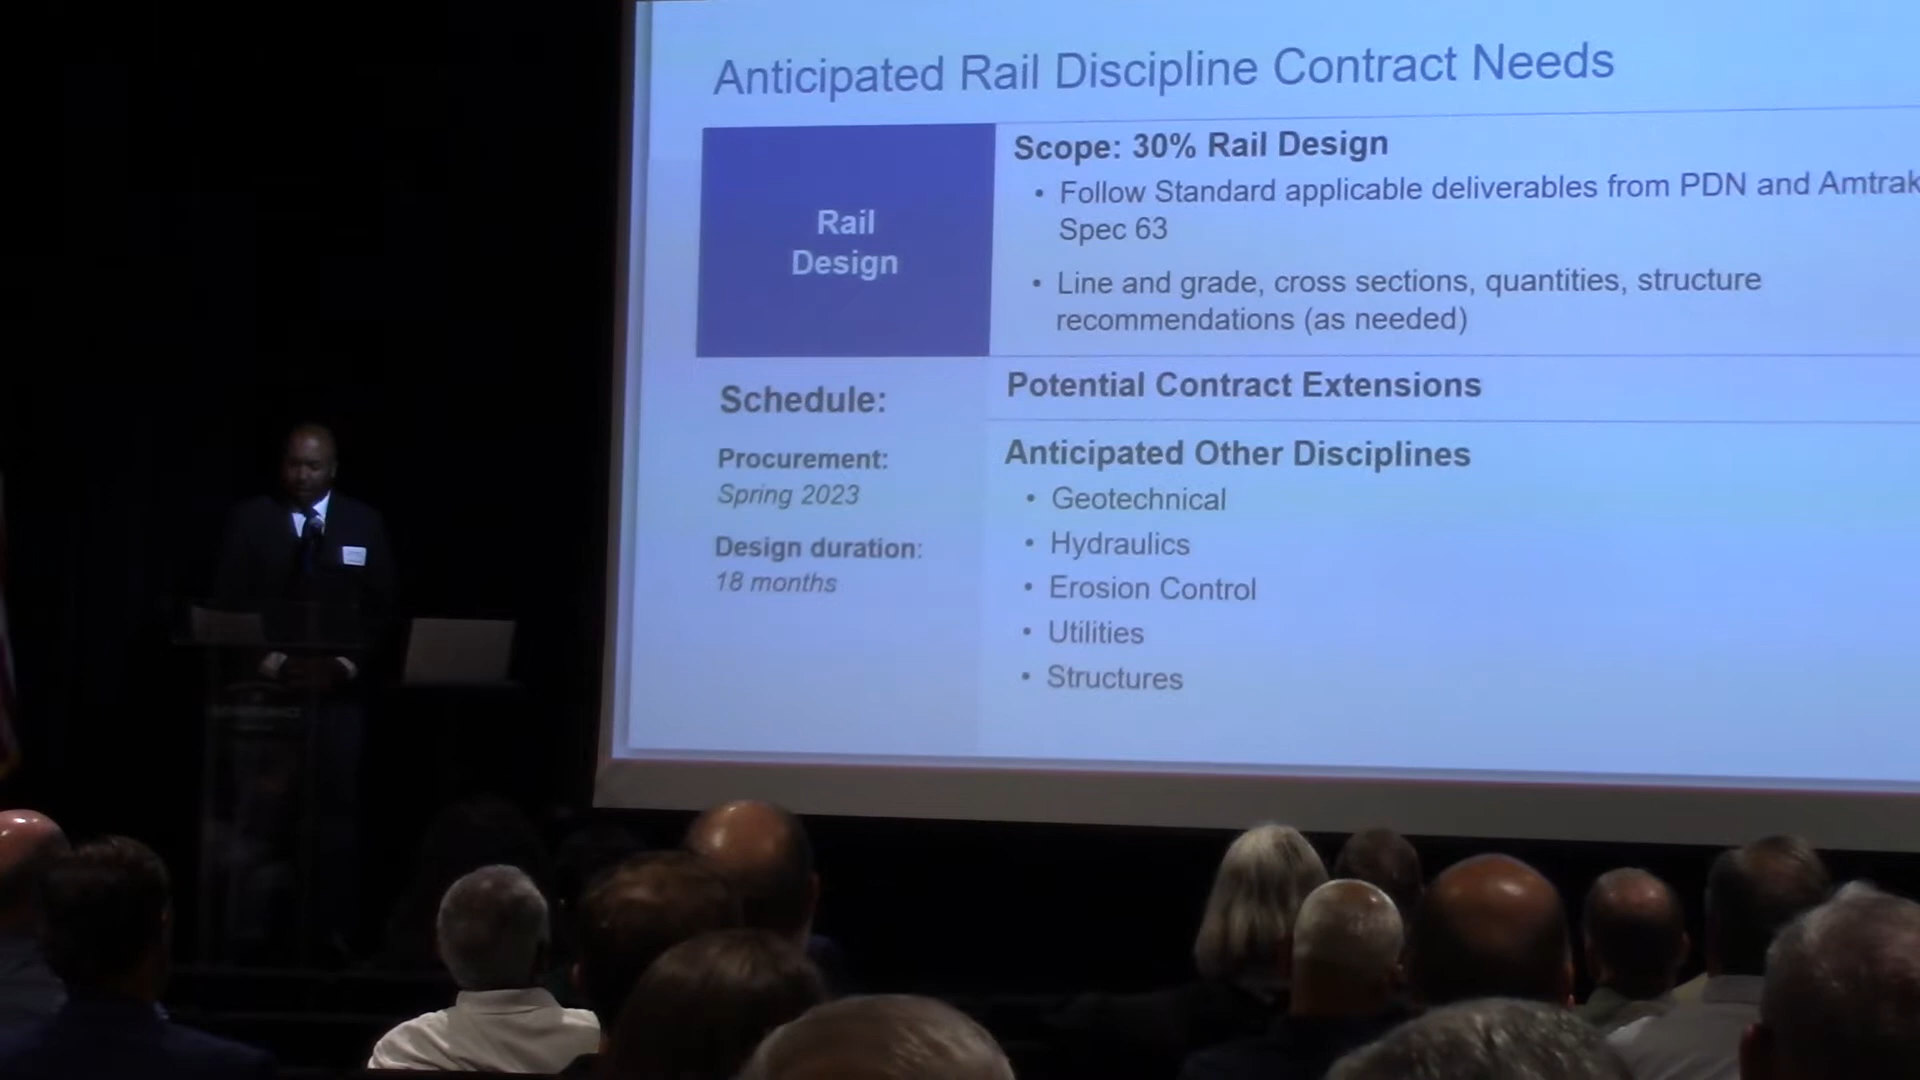 Anticipated Rail Discipline Contract Needs
Rail
Design
Scope: 30% Rail Design
• Follow Standard applicable deliverables from PDN and Amtrak
Spec 63
• Line and grade, cross sections, quantities, structure
recommendations (as needed)
Schedule:
Procurement:
Spring 2023
Design duration:
18 months
Potential Contract Extensions
Anticipated Other Disciplines
• Geotechnical
• Hydraulics
• Erosion Control
• Utilities
• Structures